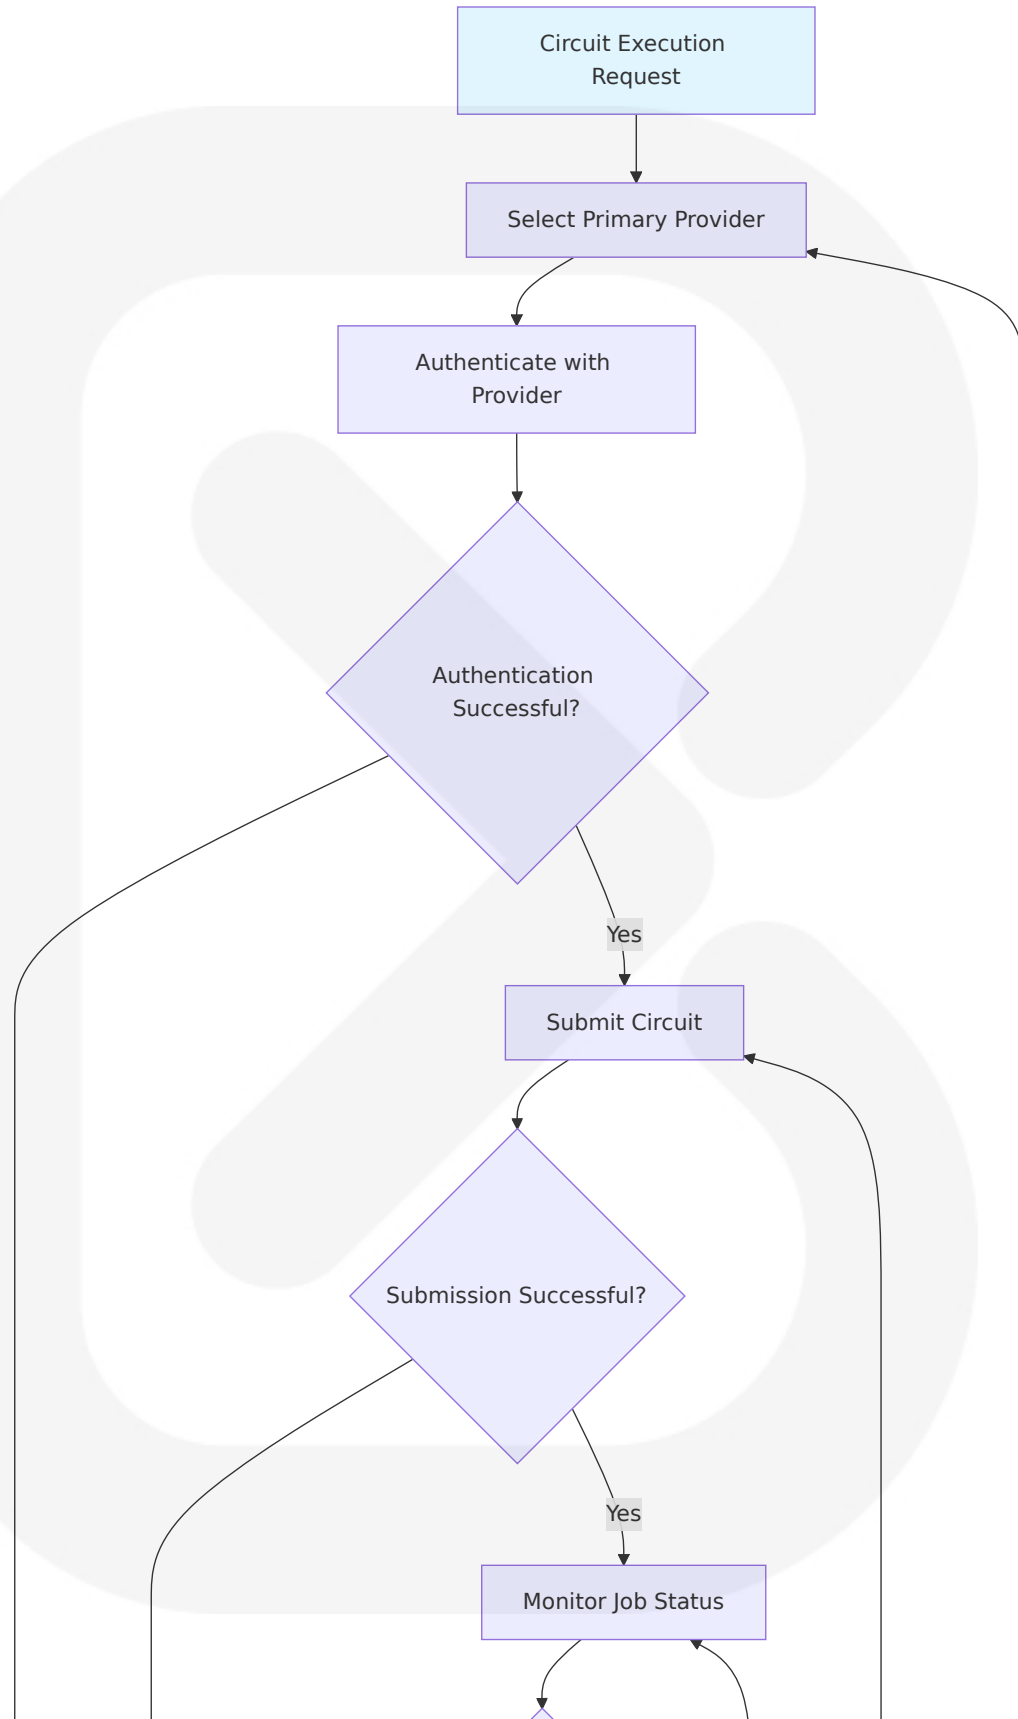 Circuit Execution
Request
Select Primary Provider
Authenticate with
Provider
Authentication
Successful?
Yes
Submit Circuit
Submission Successful?
Yes
Monitor Job Status